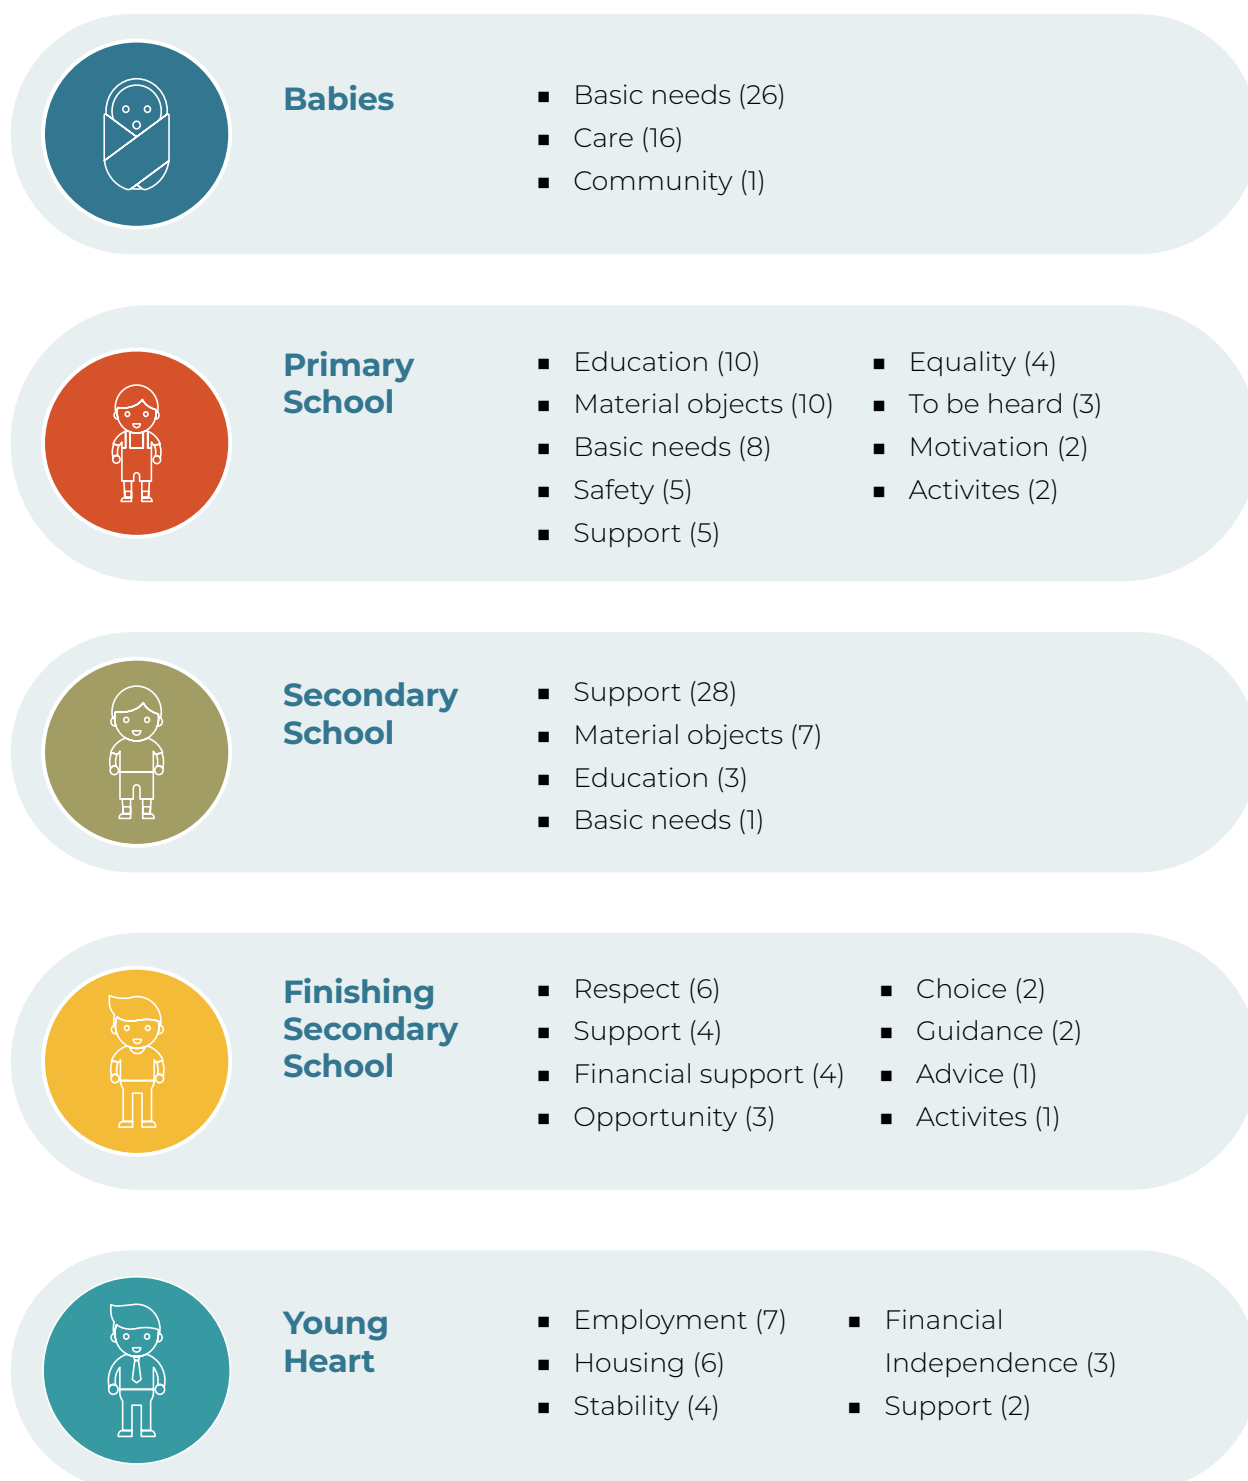 Babies
▪ Basic needs (26)
▪ Care (16)
▪ Community (1)
Primary
School
▪ Education (10)
▪ Material objects (10)
▪ Basic needs (8)
▪ Safety (5)
▪ Support (5)
▪ Equality (4)
▪ To be heard (3)
▪ Motivation (2)
▪ Activites (2)
Secondary
School
▪ Support (28)
▪ Material objects (7)
▪ Education (3)
▪ Basic needs (1)
Finishing
Secondary
School
▪ Respect (6)
▪ Support (4)
▪ Financial support (4)
▪ Opportunity (3)
▪ Choice (2)
▪ Guidance (2)
▪ Advice (1)
▪ Activites (1)
Young
Heart
▪ Employment (7)
▪ Housing (6)
▪ Stability (4)
▪ Financial
Independence (3)
▪ Support (2)